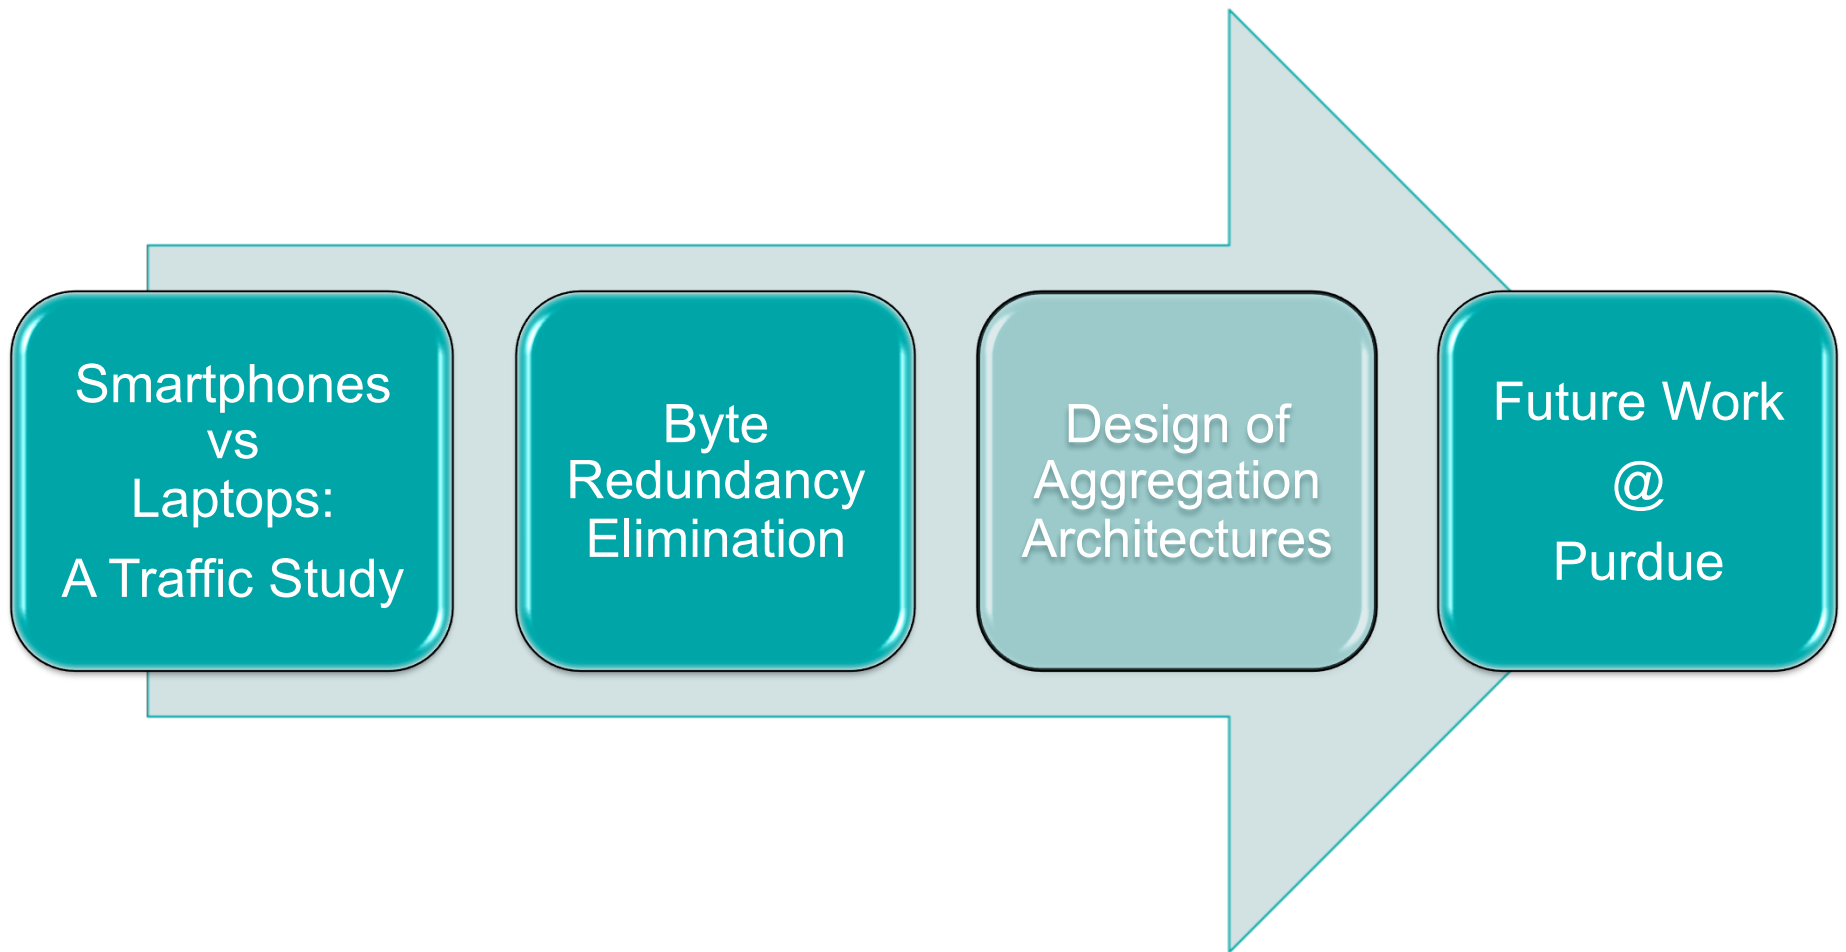 Smartphones
vs
Laptops:
A Traffic Study
Byte
Redundancy
Elimination
Design of
Aggregation
Architectures
Future Work
@
Purdue